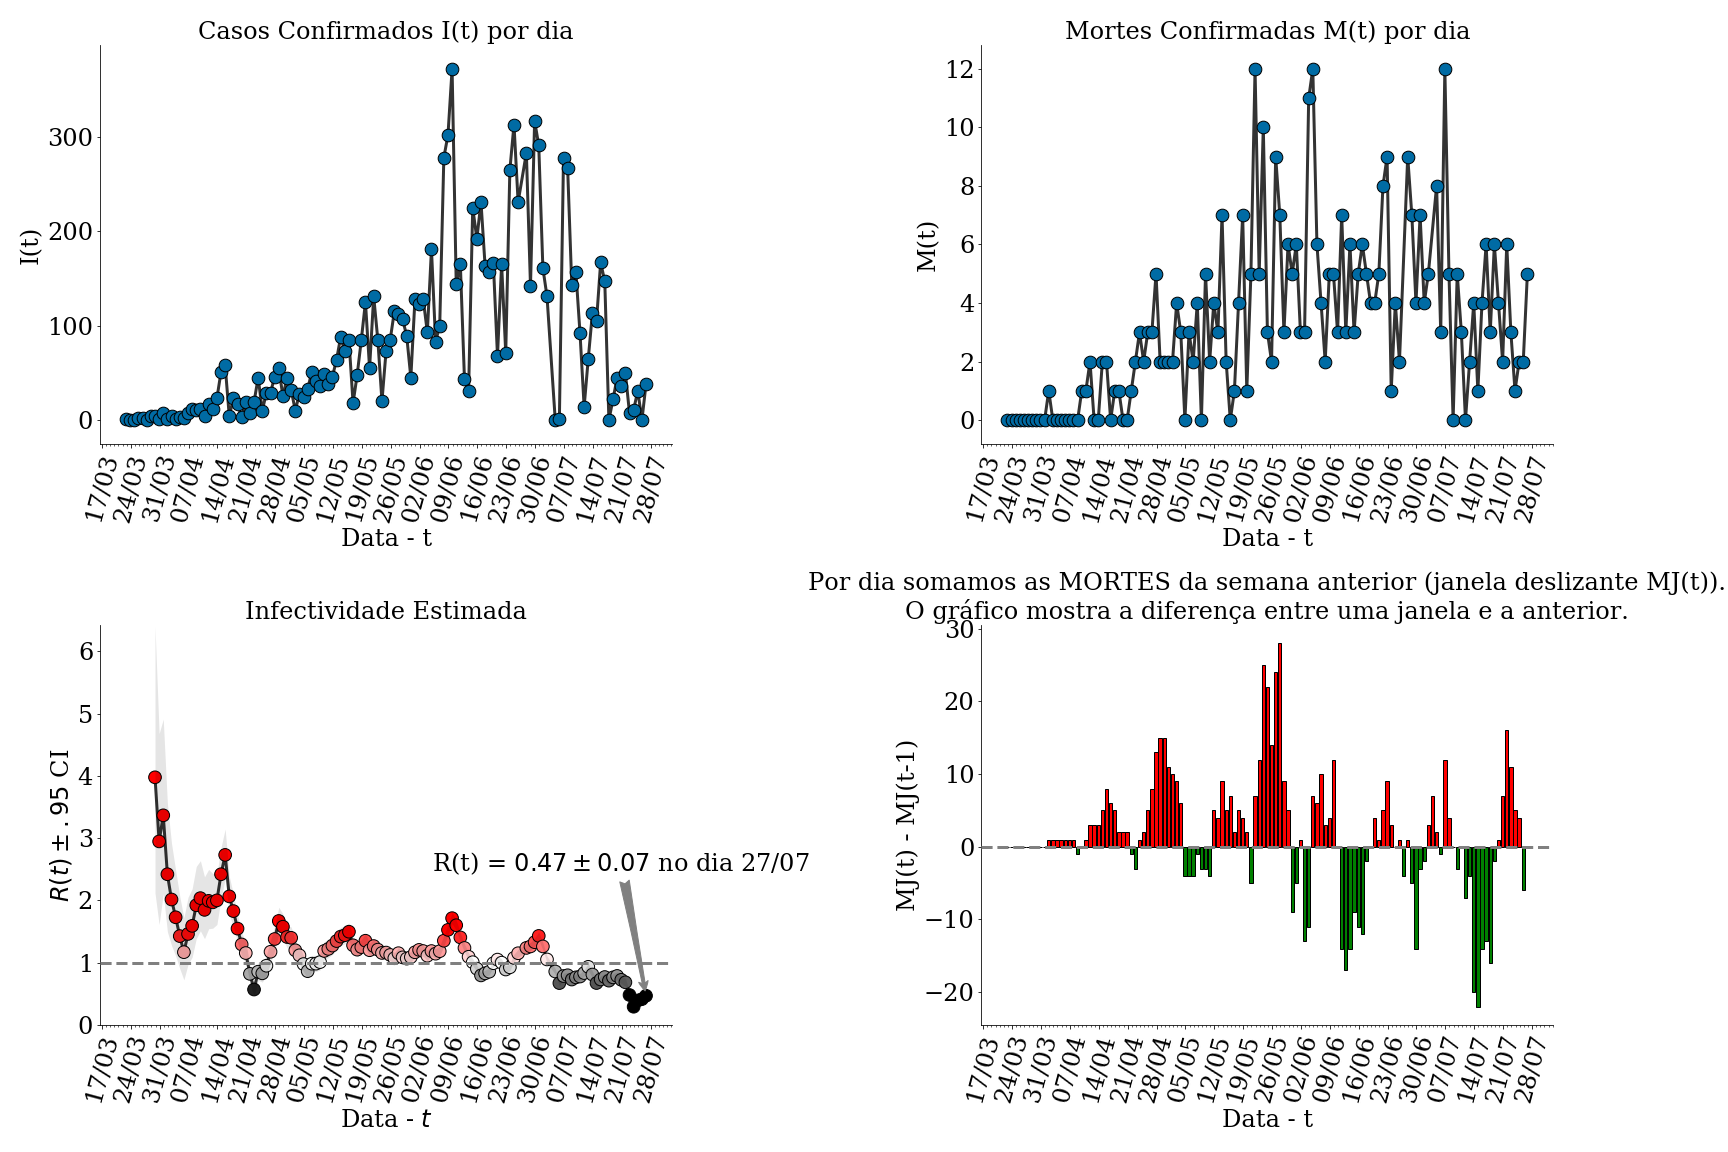 Casos Confirmados I(t) por dia
I(t)
300
200
100
0
17/03 24/03 31/03 07/04 14/04 21/04 28/04 05/05 12/05 19/05 26/05 02/06 09/06 16/06 23/06 30/06 07/07 14/07 21/07 28/07
Data - t
Mortes Confirmadas M(t) por dia
M(t)
12
10
8
6
4
2
0
17/03 24/03 31/03 07/04 14/04 21/04 28/04 05/05 12/05 19/05 26/05 02/06 09/06 16/06 23/06 30/06 07/07 14/07 21/07 28/07
Data - t
Infectividade Estimada
R(t) ± .95 CI
6
5
4
3
2
1
0
R(t) = 0.47 ± 0.07 no dia 27/07
17/03 24/03 31/03 07/04 14/04 21/04 28/04 05/05 12/05 19/05 26/05 02/06 09/06 16/06 23/06 30/06 07/07 14/07 21/07 28/07
Data - t
Por dia somamos as MORTES da semana anterior (janela deslizante MJ(t)).
O gráfico mostra a diferença entre uma janela e a anterior.
MJ(t) - MJ(t-1)
30
20
10
0
−10
−20
17/03 24/03 31/03 07/04 14/04 21/04 28/04 05/05 12/05 19/05 26/05 02/06 09/06 16/06 23/06 30/06 07/07 14/07 21/07 28/07
Data - t